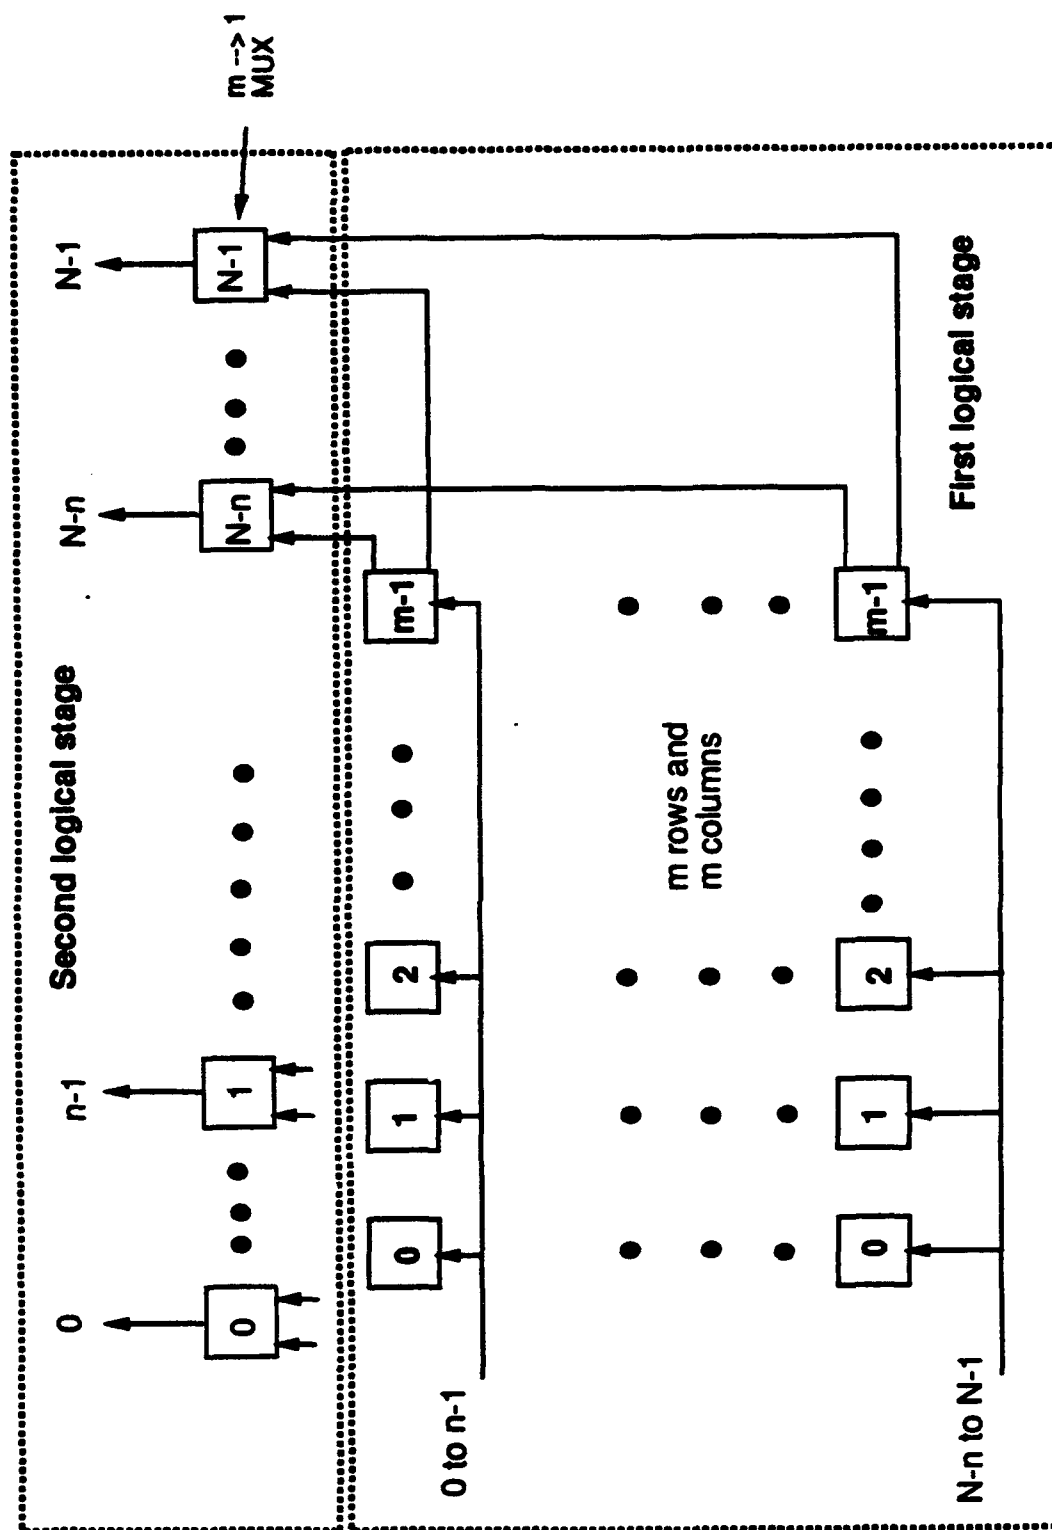 m --> 1
MUX
N-1
N-n
n-1
0
N-1
N-n
1
0
Second logical stage
m-1
2
1
0
0 to n-1
m rows and
m columns
m-1
2
1
0
N-n to N-1
First logical stage